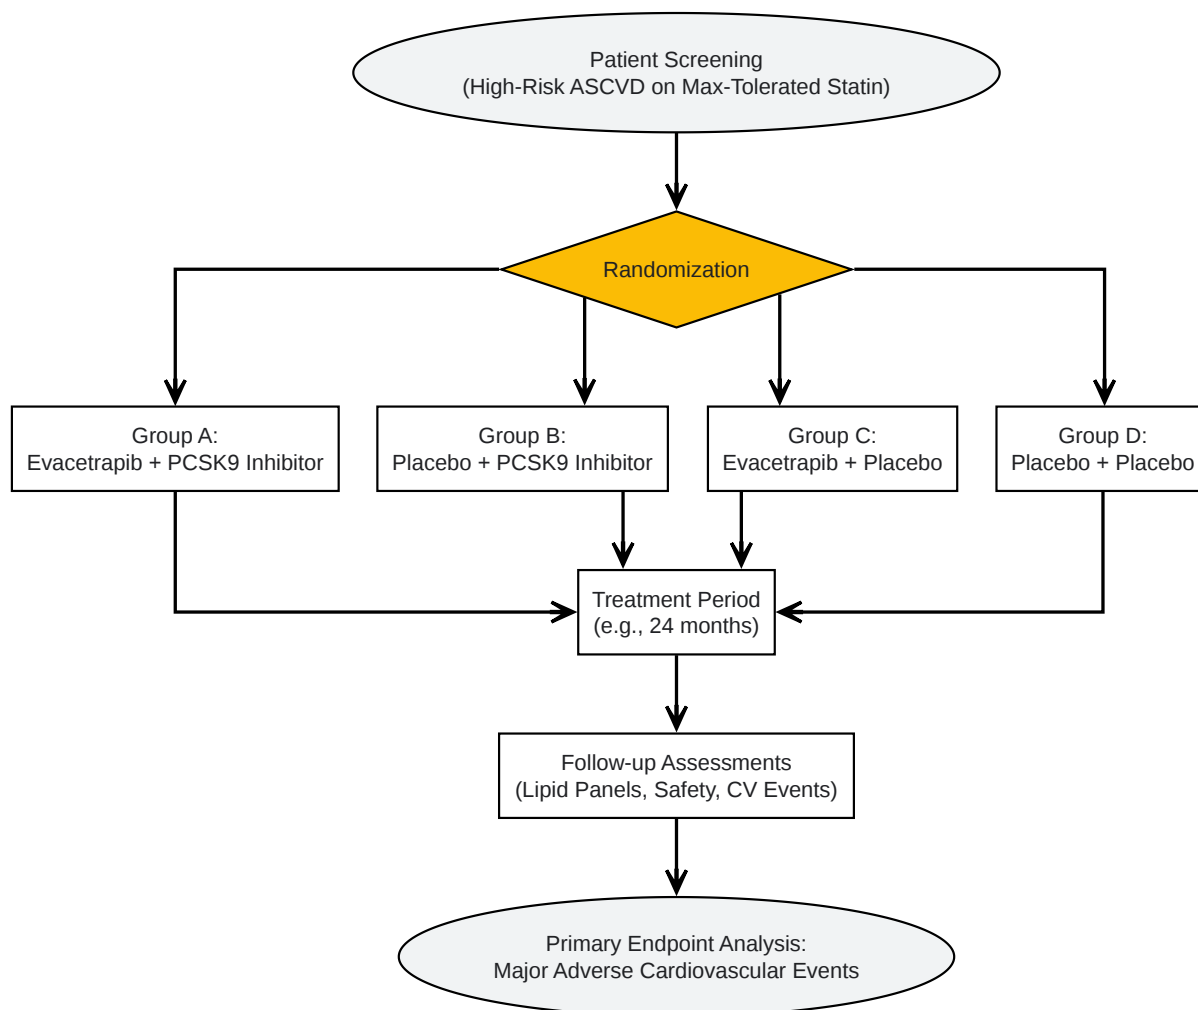 Patient Screening
(High-Risk ASCVD on Max-Tolerated Statin)
Randomization
Group A:
Evacetrapib + PCSK9 Inhibitor
Group B:
Placebo + PCSK9 Inhibitor
Group C:
Evacetrapib + Placebo
Group D:
Placebo + Placebo
Treatment Period
(e.g., 24 months)
Follow-up Assessments
(Lipid Panels, Safety, CV Events)
Primary Endpoint Analysis:
Major Adverse Cardiovascular Events